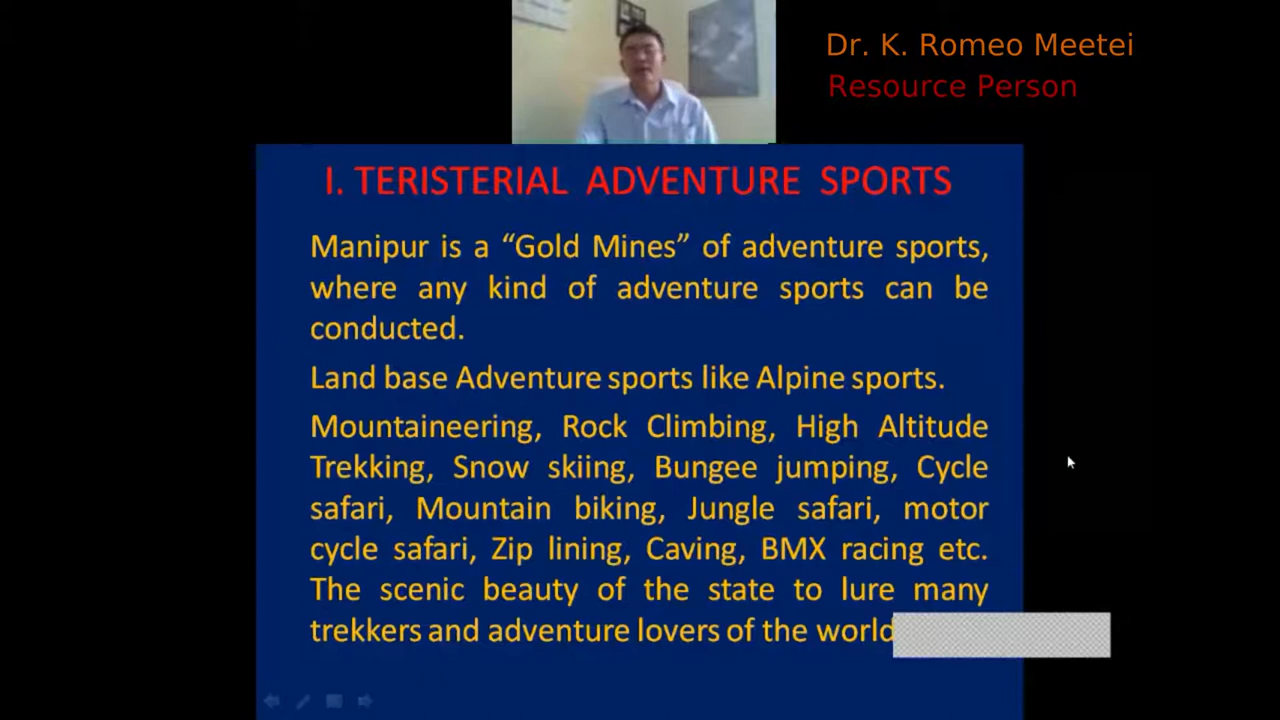 Dr. K. Romeo Meetei
Resource Person
I. TERISTERIAL ADVENTURE SPORTS
Manipur is a “Gold Mines” of adventure sports,
where any kind of adventure sports can be
conducted.
Land base Adventure sports like Alpine sports.
Mountaineering, Rock Climbing, High Altitude
Trekking, Snow skiing, Bungee jumping, Cycle
safari, Mountain biking, Jungle safari, motor
cycle safari, Zip lining, Caving, BMX racing etc.
The scenic beauty of the state to lure many
trekkers and adventure lovers of the world